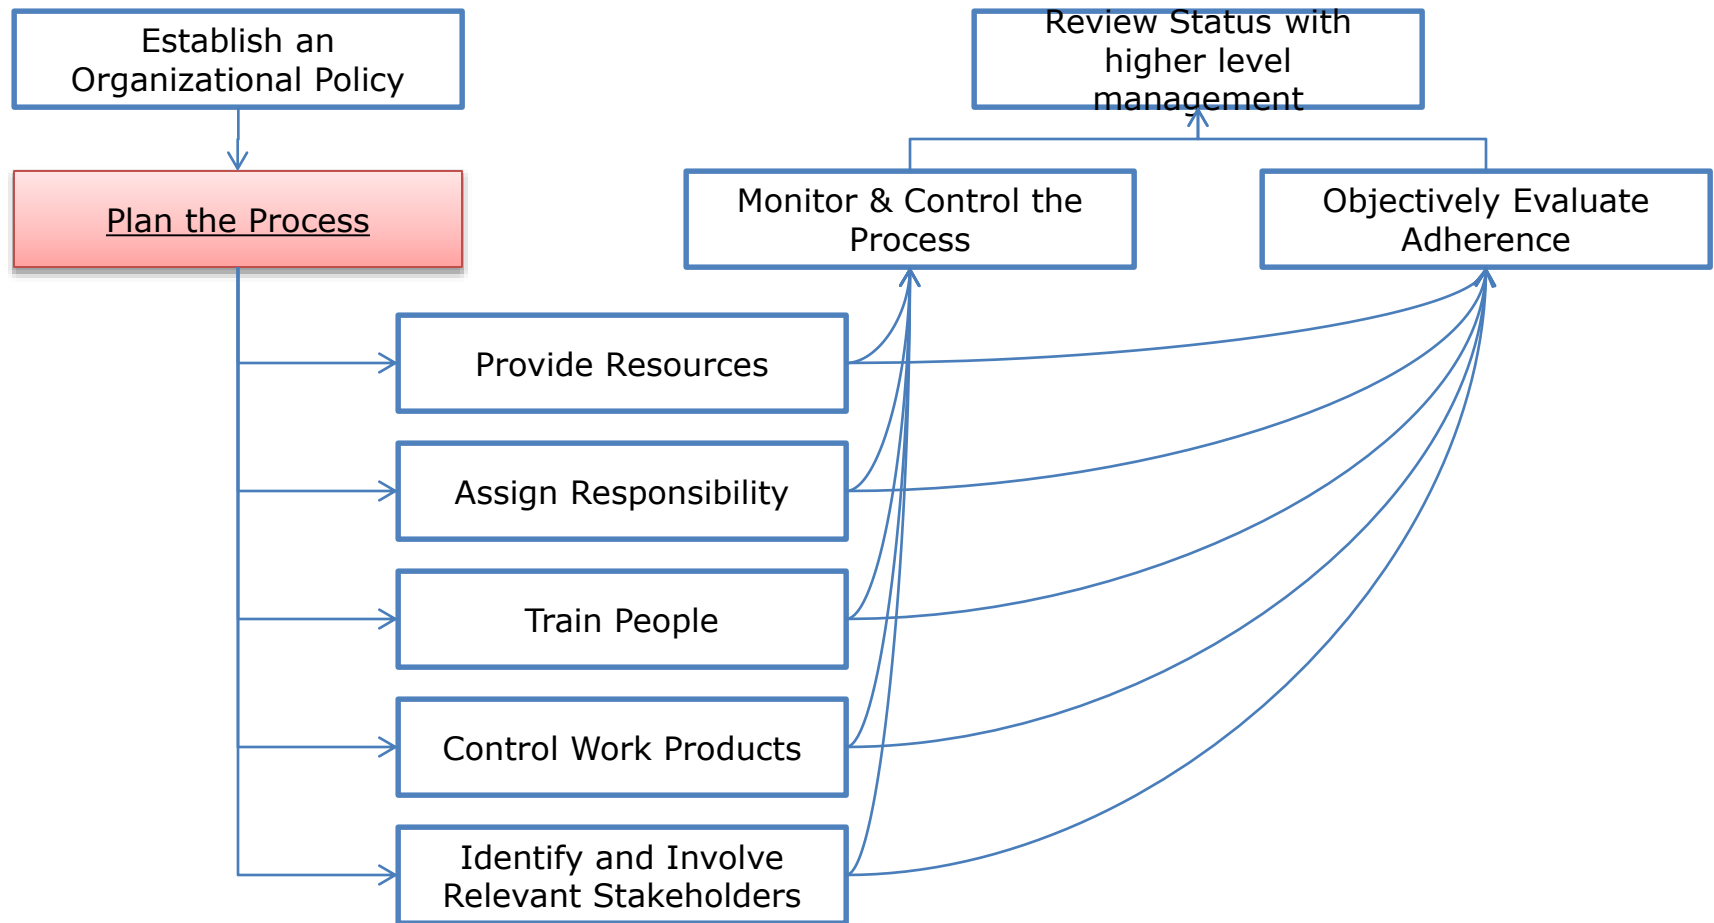 Establish an
Organizational Policy
Review Status with
higher level
management
Plan the Process
Monitor & Control the
Process
Objectively Evaluate
Adherence
Provide Resources
Assign Responsibility
Train People
Control Work Products
Identify and Involve
Relevant Stakeholders